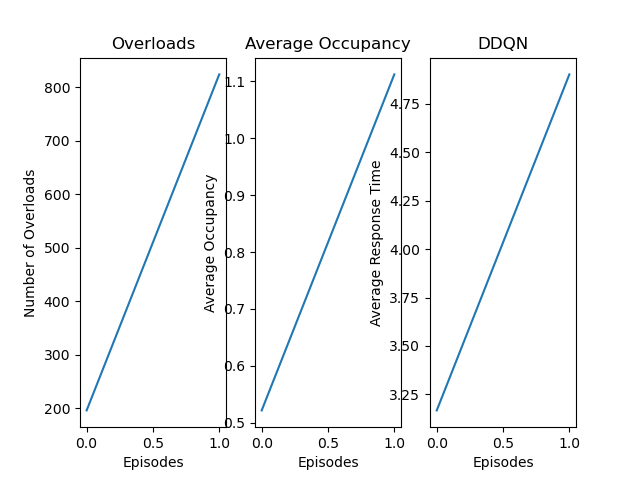 Overloads
Number of Overloads
800
700
600
500
400
300
200
0.0 0.5 1.0
Episodes
Average Occupancy
Average Occupancy
1.1
1.0
0.9
0.8
0.7
0.6
0.5
0.0 0.5 1.0
Episodes
DDQN
Average Response Time
4.75
4.50
4.25
4.00
3.75
3.50
3.25
0.0 0.5 1.0
Episodes